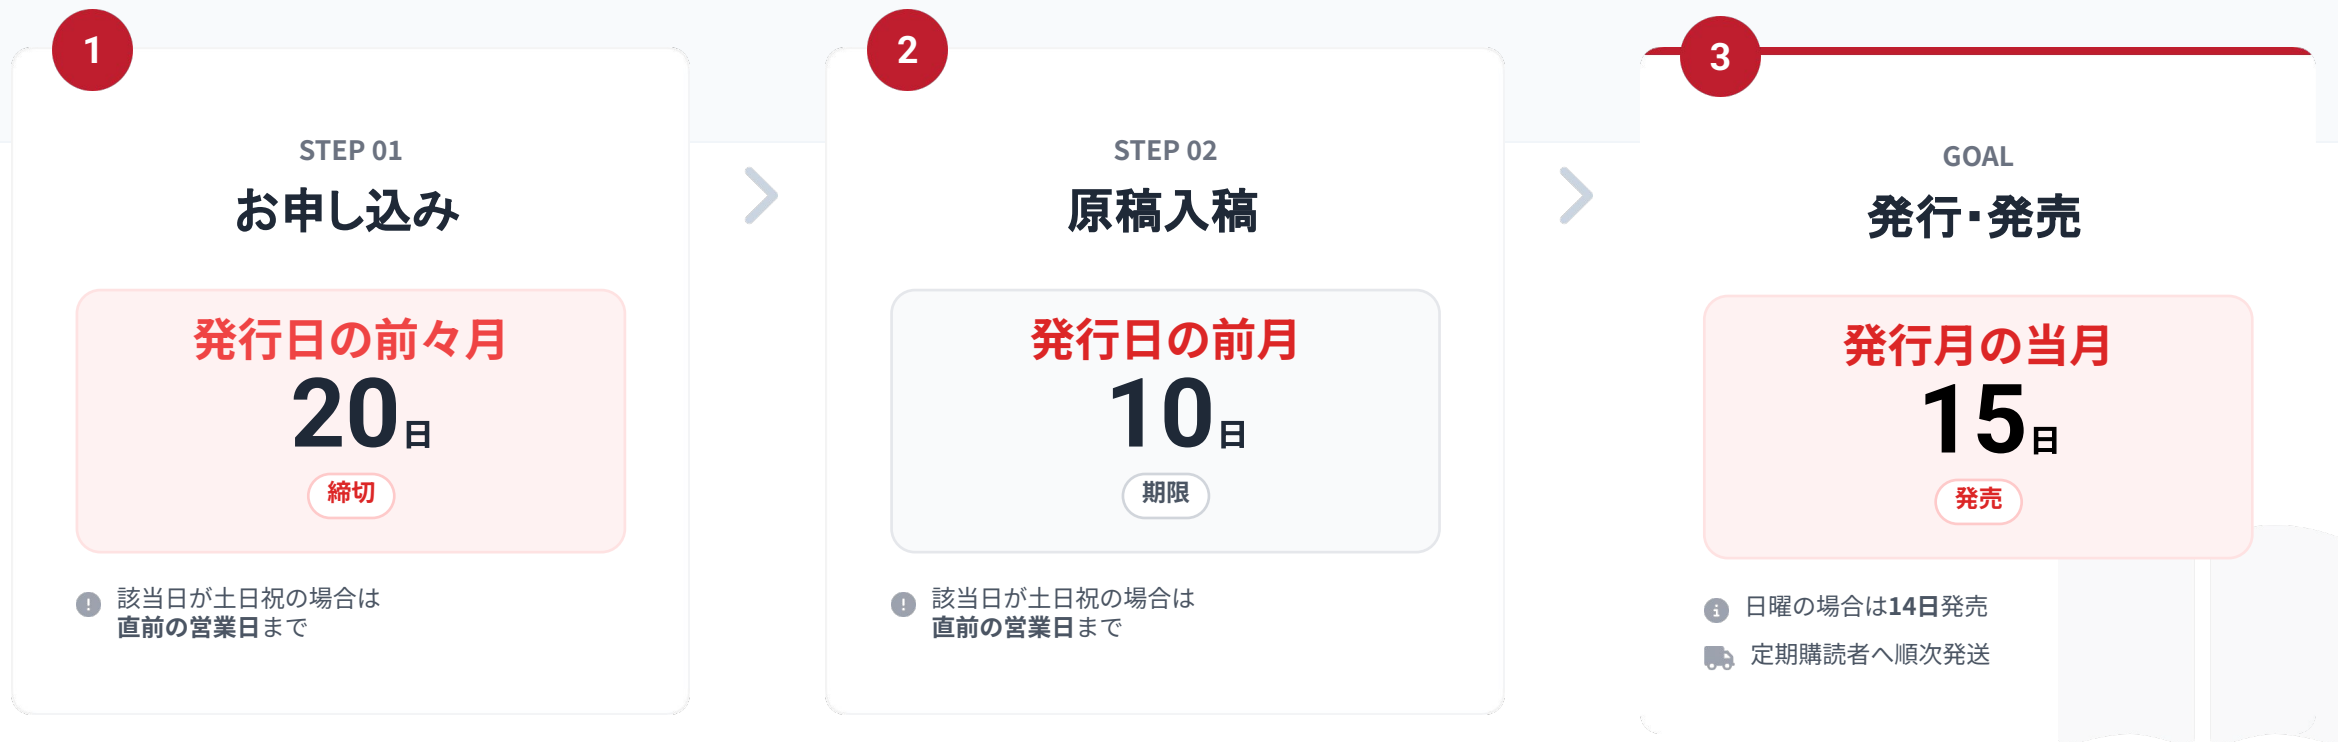 1
STEP 01
お申し込み
発行日の前々月
20日
締切
該当日が土日祝の場合は
直前の営業日まで
2
STEP 02
原稿入稿
発行日の前月
10日
期限
該当日が土日祝の場合は
直前の営業日まで
3
GOAL
発行・発売
発行月の当月
15日
発売
日曜の場合は14日発売
定期購読者へ順次発送